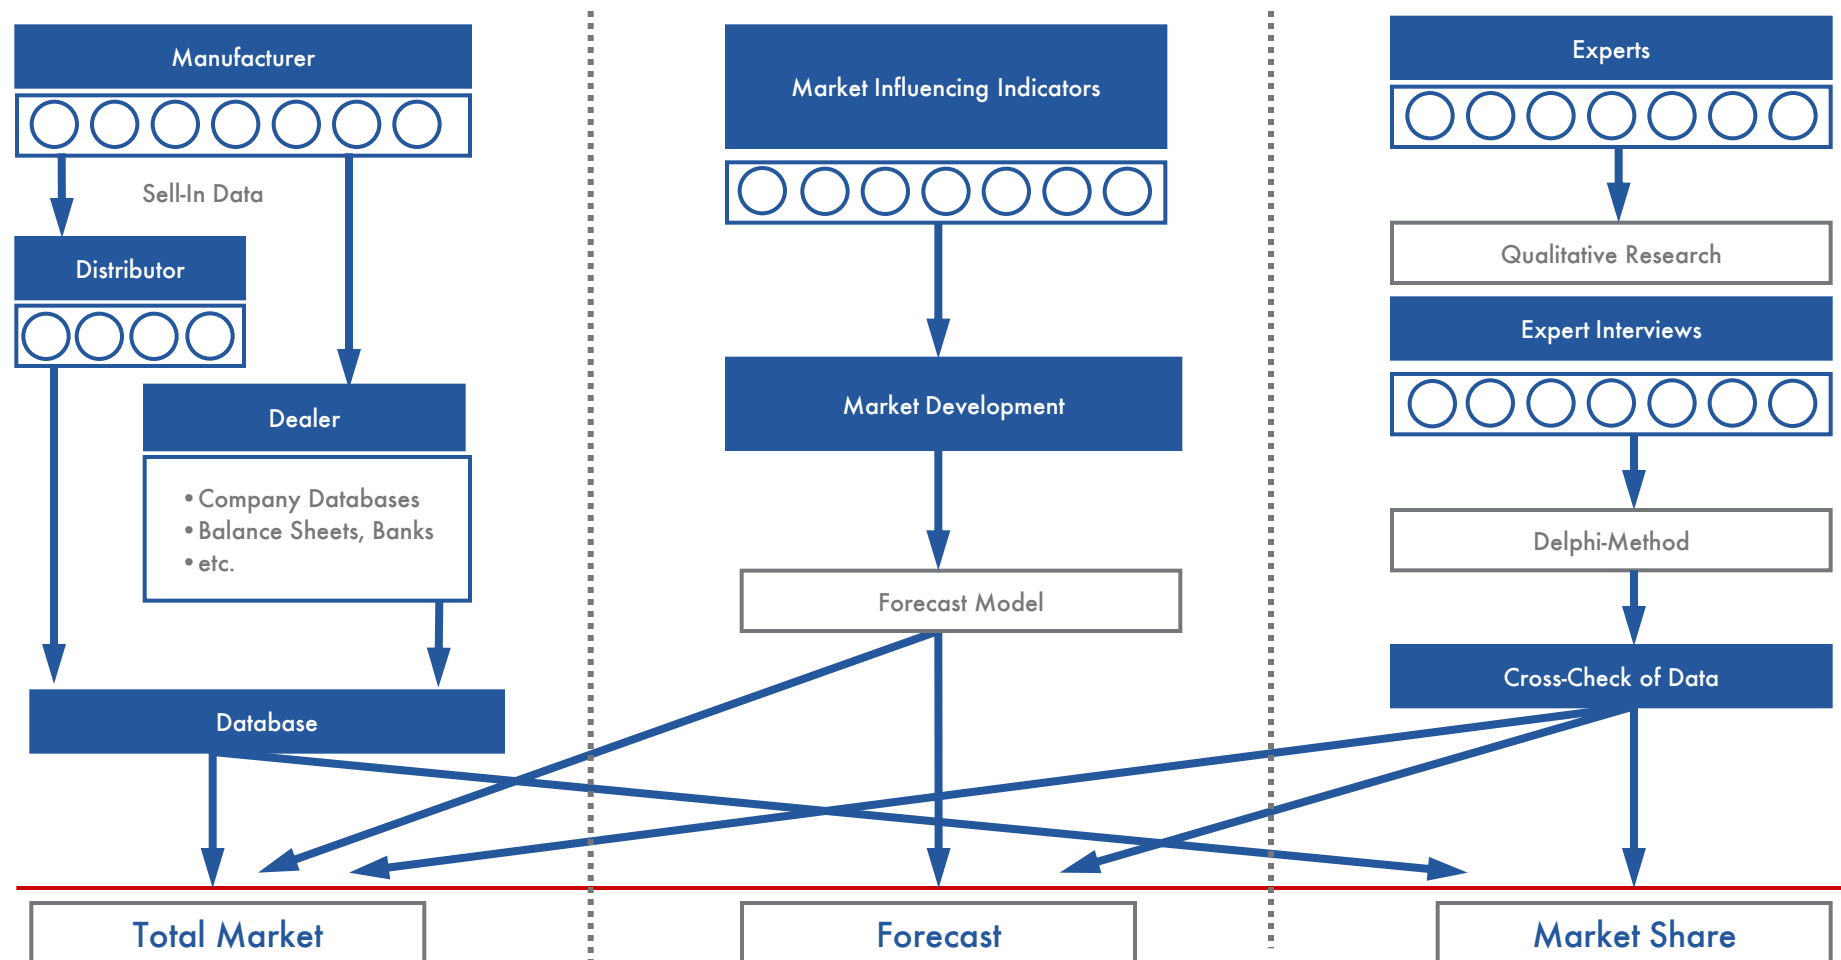 Manufacturer
Sell-In Data
Distributor
Dealer
• Company Databases
• Balance Sheets, Banks
• etc.
Database
Total Market
Market Influencing Indicators
Market Development
Forecast Model
Forecast
Experts
Qualitative Research
Expert Interviews
Delphi-Method
Cross-Check of Data
Market Share